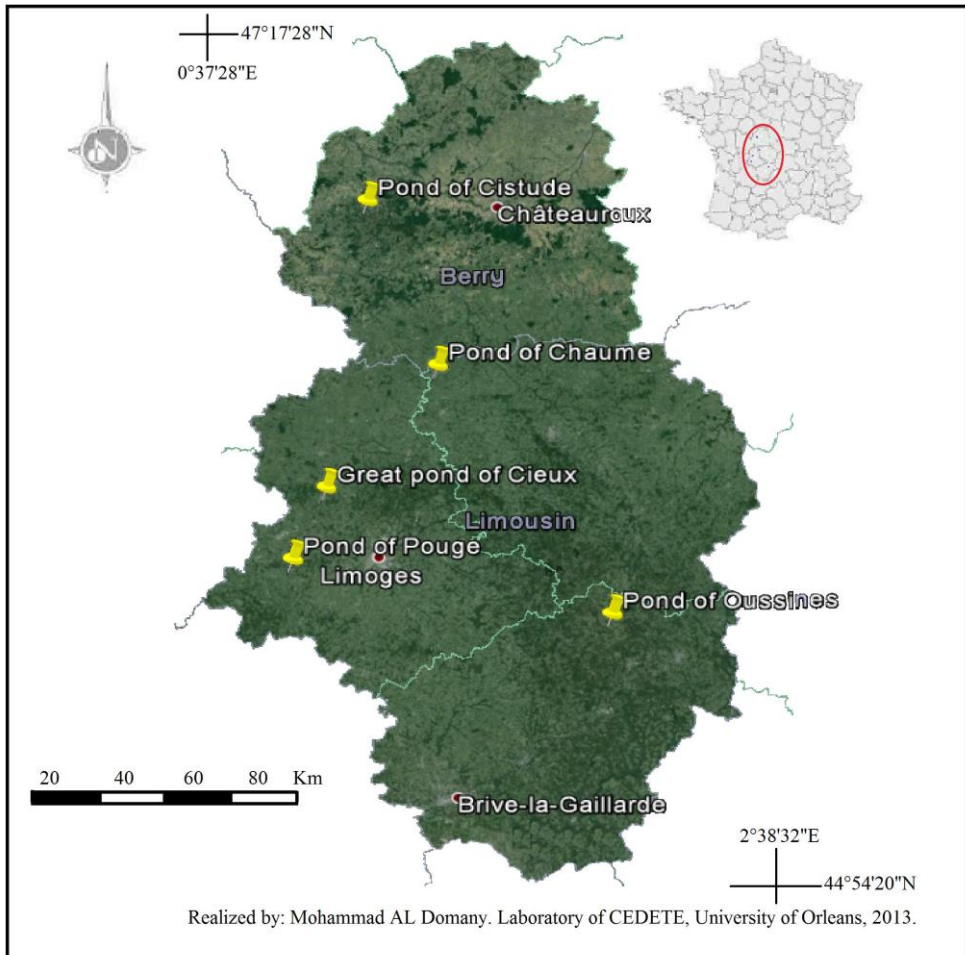 47°17'28"N
0°37'28"E
N
Pond of Cistude
Châteauroux
Berry
Pond of Chaume
Great pond of Cieux
Limousin
Pond of Pouge
Limoges
Pond of Oussines
20 40 60 80 Km
Brive-la-Gaillarde
2°38'32"E
44°54'20"N
Realized by: Mohammad AL Domany. Laboratory of CEDETE, University of Orleans, 2013.